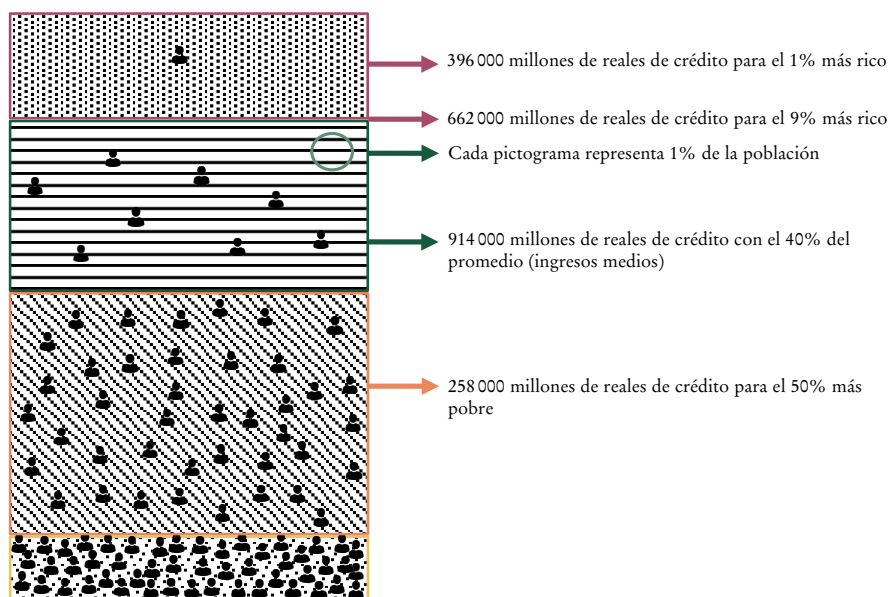 396 000 millones de reales de crédito para el 1% más rico
662 000 millones de reales de crédito para el 9% más rico
Cada pictograma representa 1% de la población
914 000 millones de reales de crédito con el 40% del
promedio (ingresos medios)
258 000 millones de reales de crédito para el 50% más
pobre